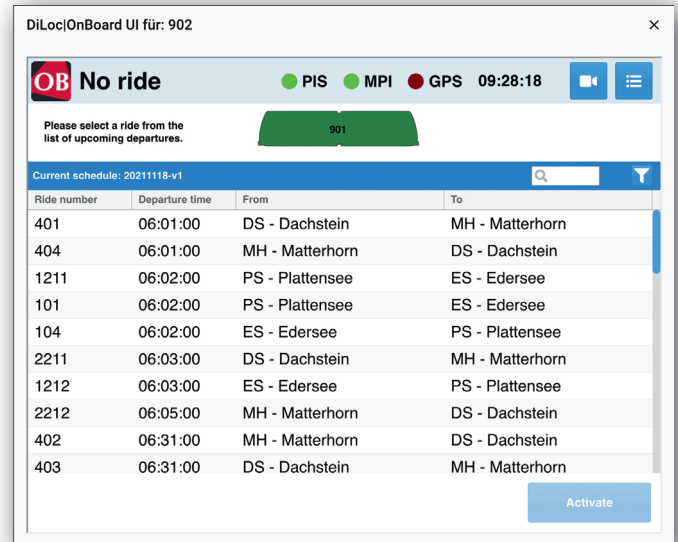 DiLoc|OnBoard UI für: 902
OB No ride PIS MPI GPS 09:28:18
Please select a ride from the
list of upcoming departures.
901
Current schedule: 20211118-v1
Ride number Departure time From To
401 06:01:00 DS - Dachstein MH - Matterhorn
404 06:01:00 MH - Matterhorn DS - Dachstein
1211 06:02:00 PS - Plattensee ES - Edersee
101 06:02:00 PS - Plattensee ES - Edersee
104 06:02:00 ES - Edersee PS - Plattensee
2211 06:03:00 DS - Dachstein MH - Matterhorn
1212 06:03:00 ES - Edersee PS - Plattensee
2212 06:05:00 MH - Matterhorn DS - Dachstein
402 06:31:00 MH - Matterhorn DS - Dachstein
403 06:31:00 DS - Dachstein MH - Matterhorn
Activate